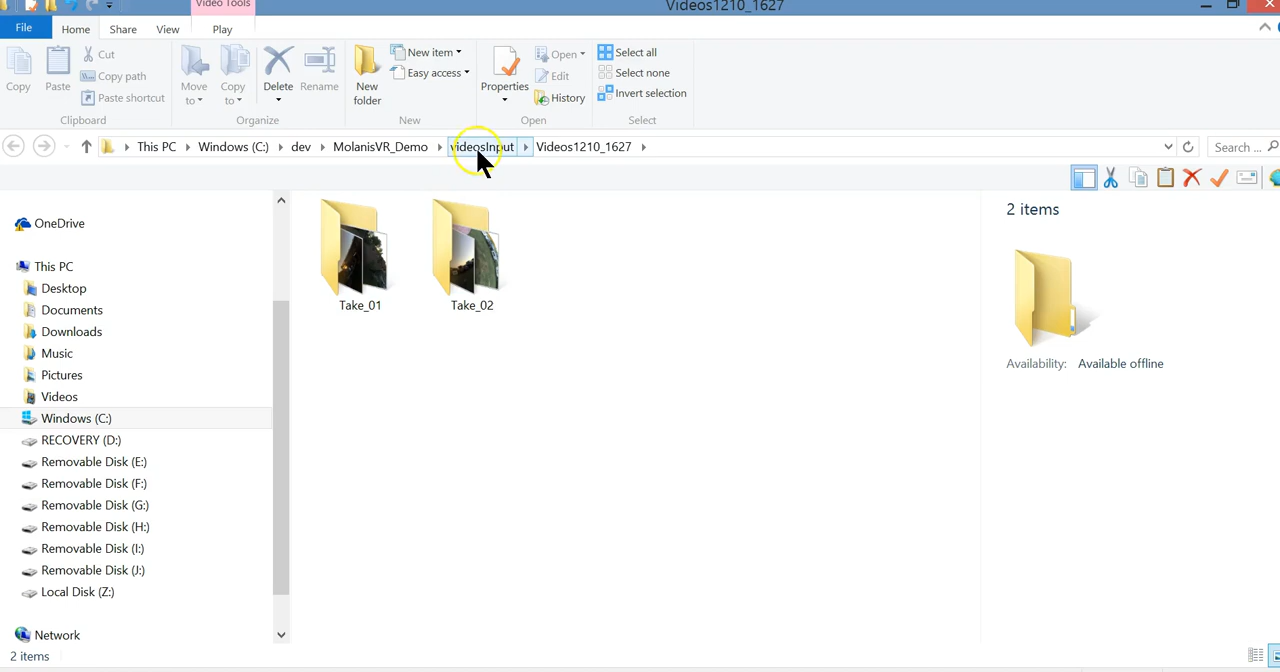 Video Tools
Videos1210_1627
File
Home
Share
View
Play
Copy
Paste
Cut
Copy path
Paste shortcut
Clipboard
Move to
Copy to
Delete
Rename
Organize
New folder
New item
Easy access
New
Properties
Open
Edit
History
Open
Select all
Select none
Invert selection
Select
This PC
Windows (C:)
dev
MolanisVR_Demo
videosInput
Videos1210_1627
Search ...
OneDrive
This PC
Desktop
Documents
Downloads
Music
Pictures
Videos
Windows (C:)
RECOVERY (D:)
Removable Disk (E:)
Removable Disk (F:)
Removable Disk (G:)
Removable Disk (H:)
Removable Disk (I:)
Removable Disk (J:)
Local Disk (Z:)
Network
Take_01
Take_02
2 items
Availability: Available offline
2 items